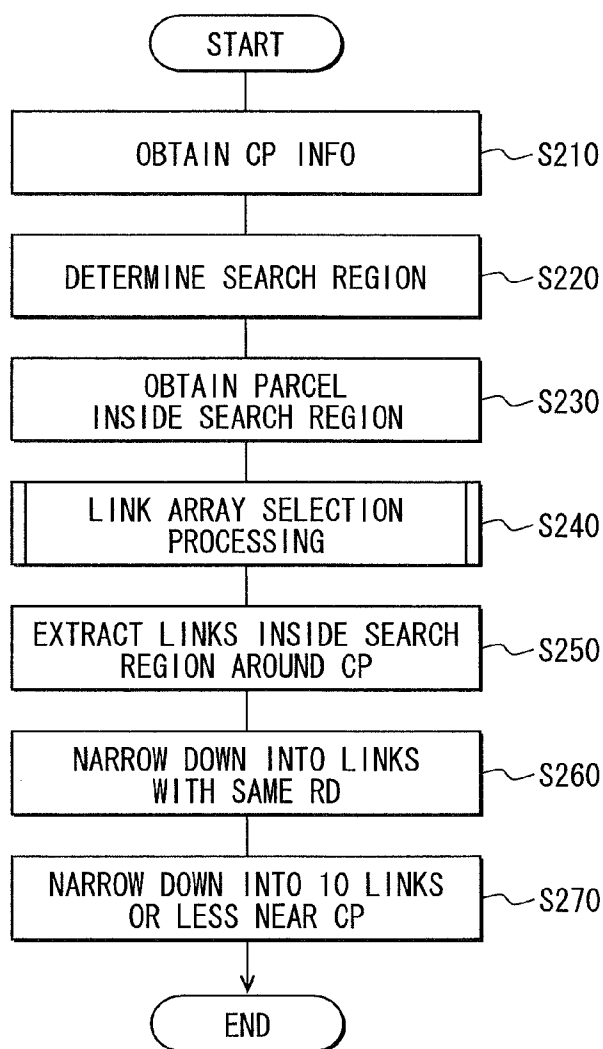 START
OBTAIN CP INFO
S210
DETERMINE SEARCH REGION
S220
OBTAIN PARCEL
INSIDE SEARCH REGION
S230
LINK ARRAY SELECTION
PROCESSING
S240
EXTRACT LINKS INSIDE SEARCH
REGION AROUND CP
S250
NARROW DOWN INTO LINKS
WITH SAME RD
S260
NARROW DOWN INTO 10 LINKS
OR LESS NEAR CP
S270
END